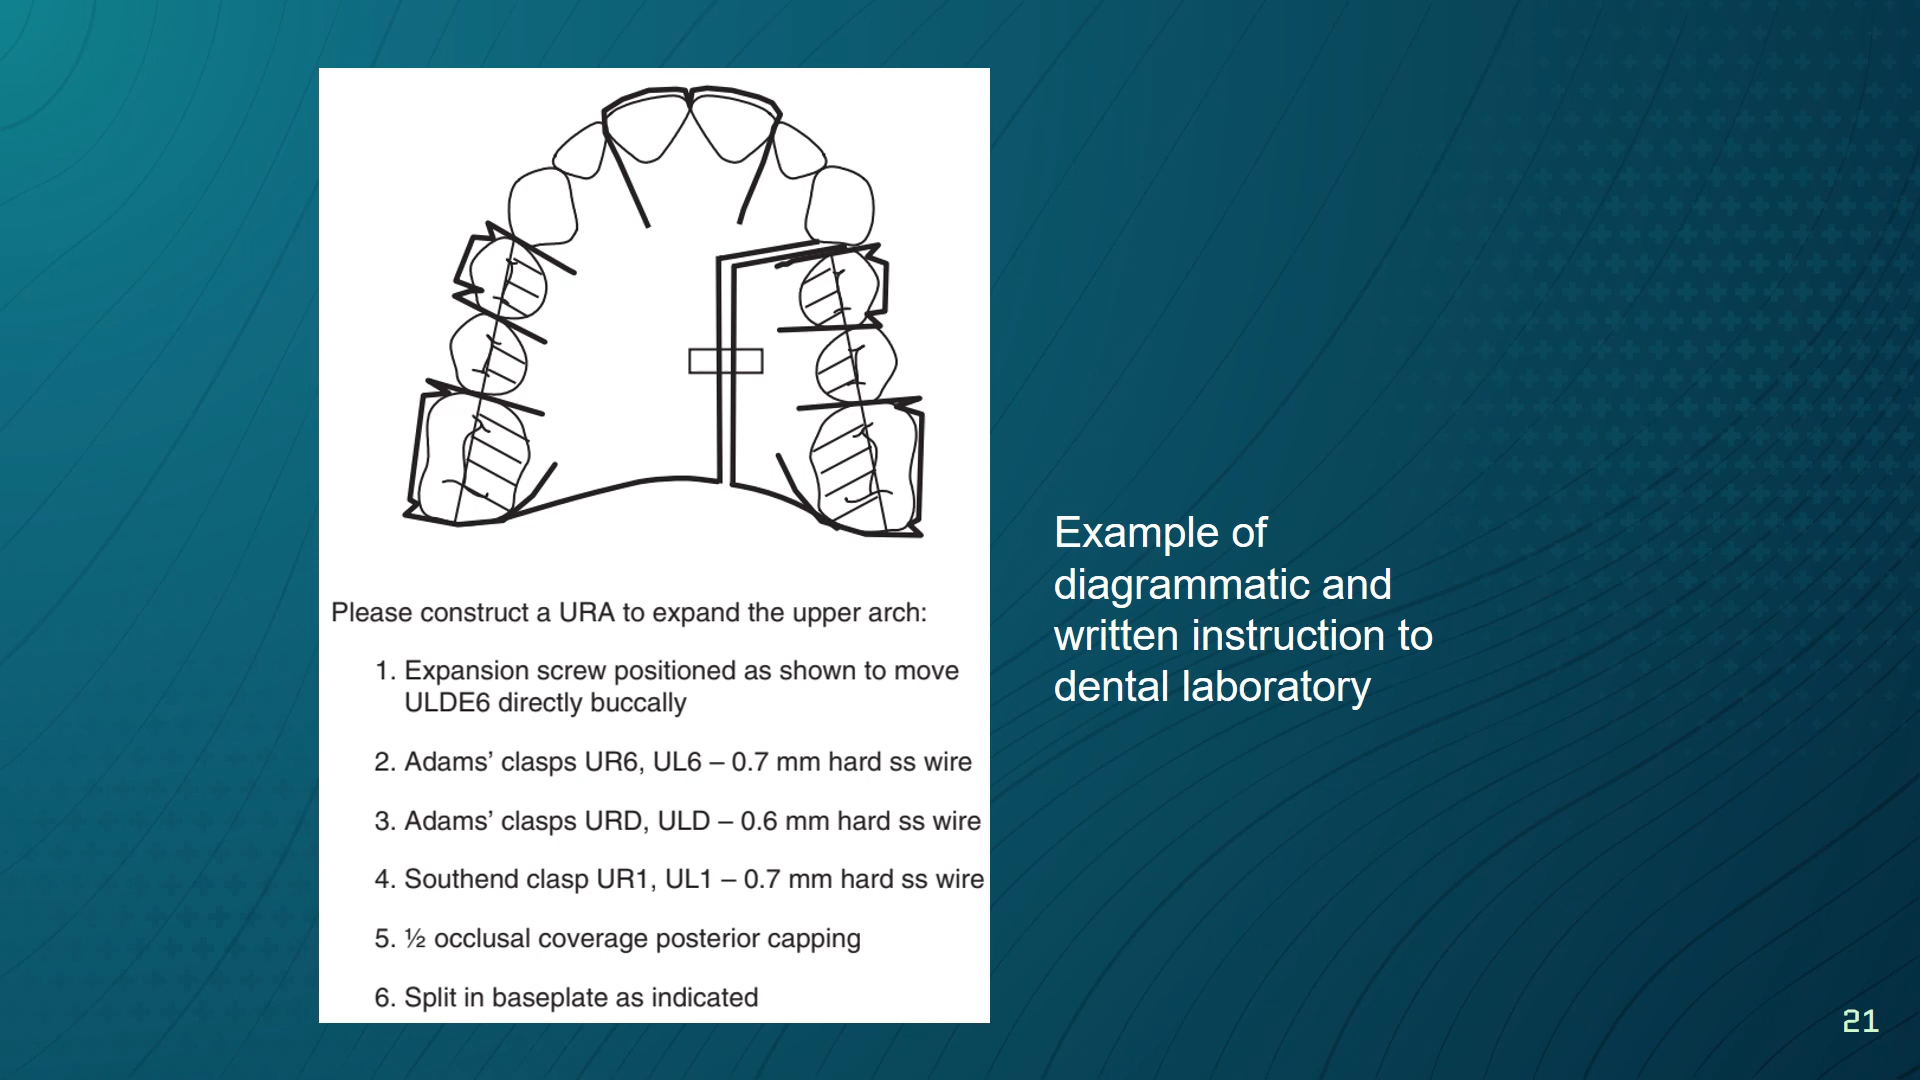 Please construct a URA to expand the upper arch:
1. Expansion screw positioned as shown to move
ULDE6 directly buccally
2. Adams’ clasps UR6, UL6 – 0.7 mm hard ss wire
3. Adams’ clasps URD, ULD – 0.6 mm hard ss wire
4. Southend clasp UR1, UL1 – 0.7 mm hard ss wire
5. ½ occlusal coverage posterior capping
6. Split in baseplate as indicated
Example of
diagrammatic and
written instruction to
dental laboratory
21